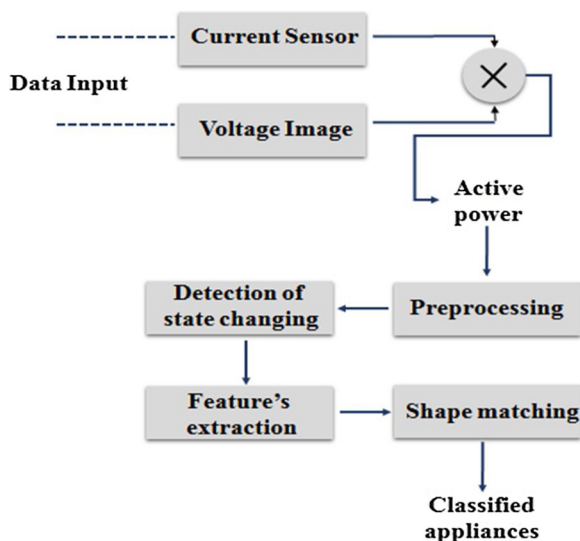 Current Sensor
Data Input
Voltage Image
Active
power
Preprocessing
Detection of
state changing
Feature's
extraction
Shape matching
Classified
appliances